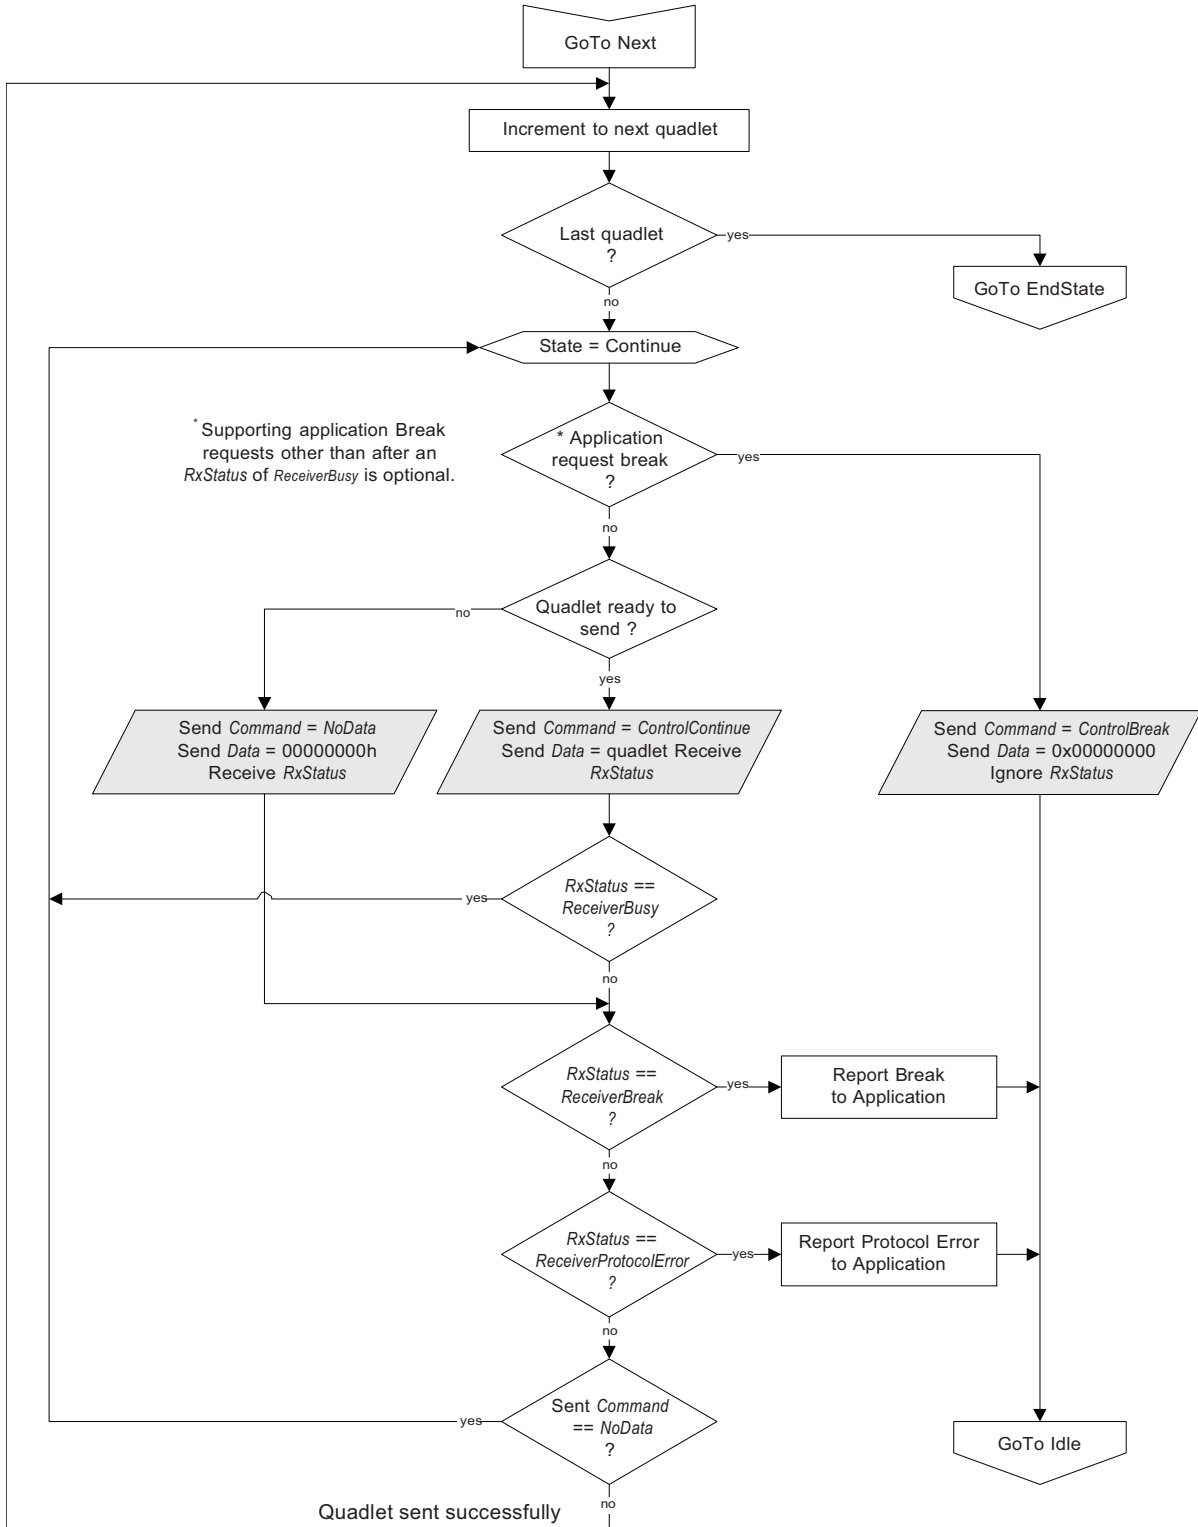 GoTo Next
Increment to next quadlet
Last quadlet
?
yes
GoTo EndState
no
State = Continue
* Supporting application Break
requests other than after an
RxStatus of ReceiverBusy is optional.
* Application
request break
?
yes
no
Quadlet ready to
send ?
no
yes
Send Command = NoData
Send Data = 00000000h
Receive RxStatus
Send Command = ControlContinue
Send Data = quadlet Receive
RxStatus
Send Command = ControlBreak
Send Data = 0x00000000
Ignore RxStatus
RxStatus ==
ReceiverBusy
?
yes
no
RxStatus ==
ReceiverBreak
?
yes
Report Break
to Application
no
RxStatus ==
ReceiverProtocolError
?
yes
Report Protocol Error
to Application
no
Sent Command
== NoData
?
yes
GoTo Idle
no
Quadlet sent successfully